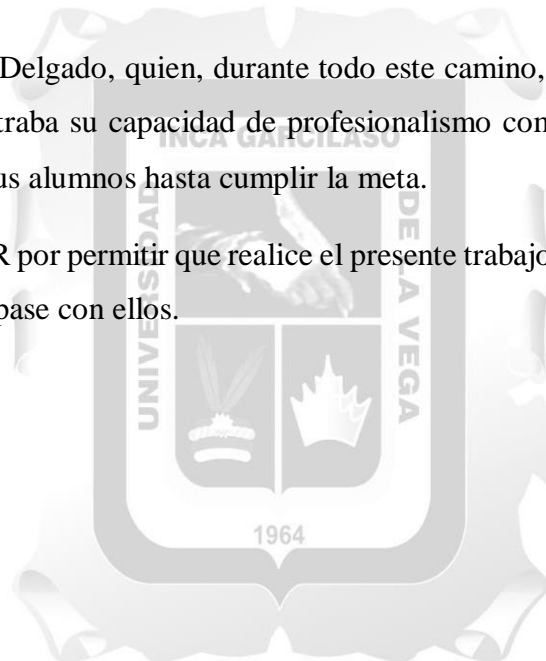 Delgado, quien, durante todo este camino,
traba su capacidad de profesionalismo con
us alumnos hasta cumplir la meta.
R por permitir que realice el presente trabajo
pase con ellos.
INCA GARCILASO
UNIVERSIDAD
DE LA VEGA
1964